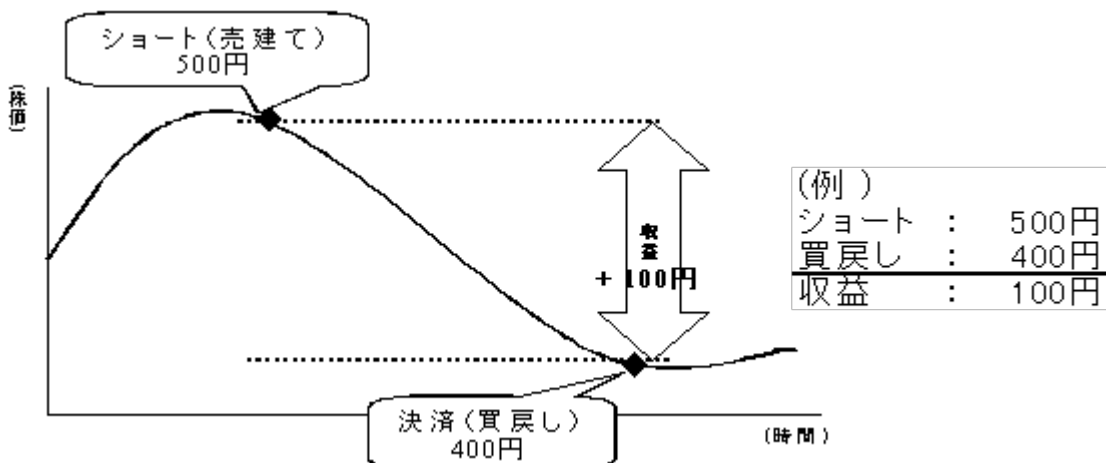 ショート(売建て)
500円
(株価)
収益
+ 100円
(例)
ショート : 500円
買戻し : 400円
収益 : 100円
決済(買戻し)
400円
(時間)